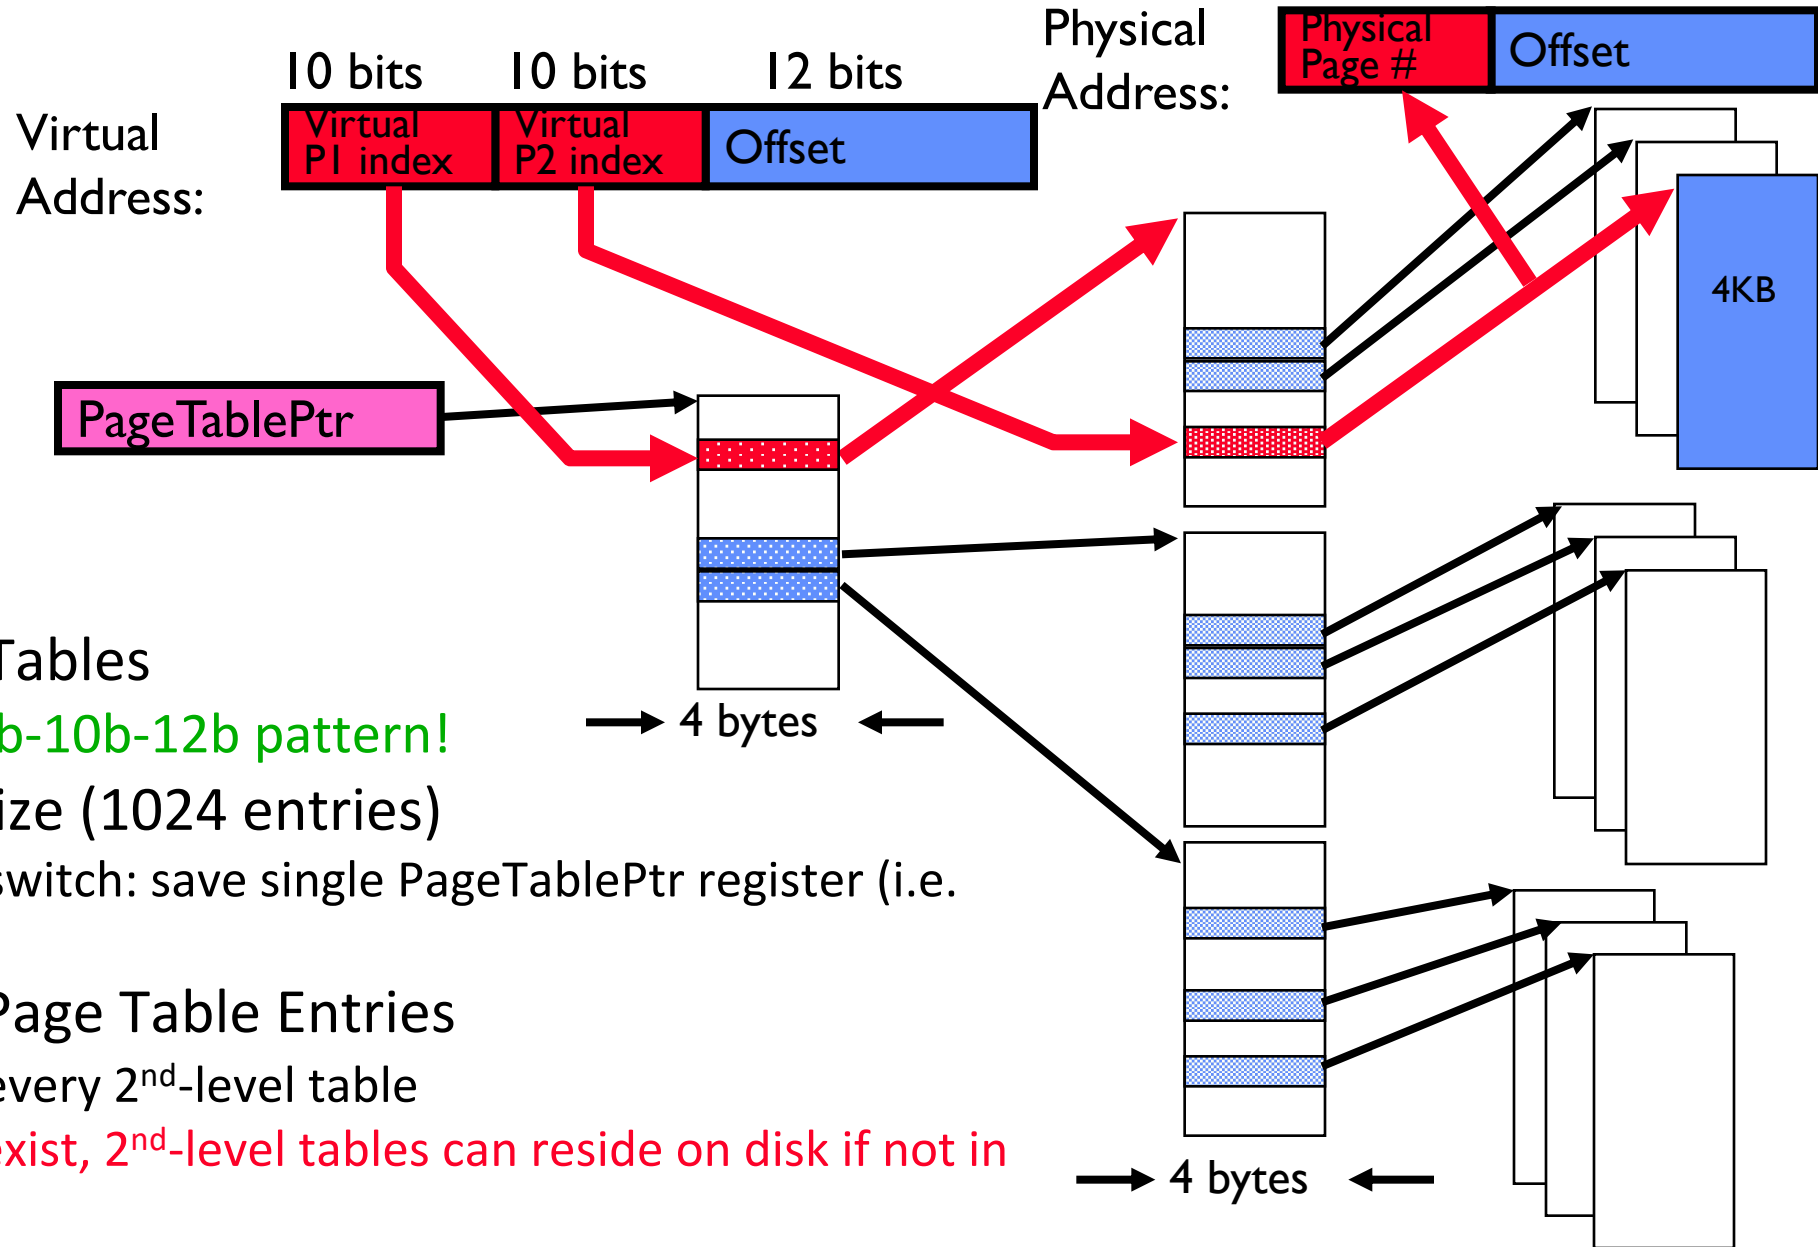 10 bits 10 bits 12 bits
Virtual
Address:
Virtual
P1 index
Virtual
P2 index
Offset
Physical
Address:
Physical
Page #
Offset
4KB
PageTablePtr
4 bytes
Tables
b-10b-12b pattern!
ize (1024 entries)
switch: save single PageTablePtr register (i.e.
Page Table Entries
every 2nd-level table
exist, 2nd-level tables can reside on disk if not in
4 bytes